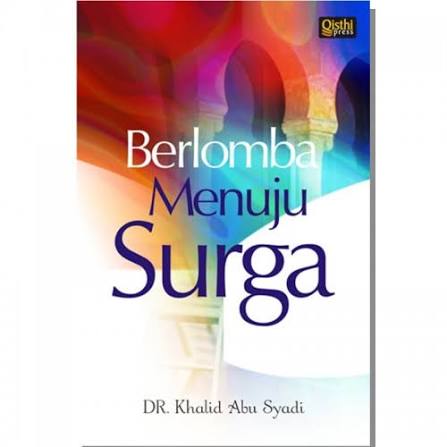 Qisthi
press
Berlomba
Menuju
Surga
DR. Khalid Abu Syadi